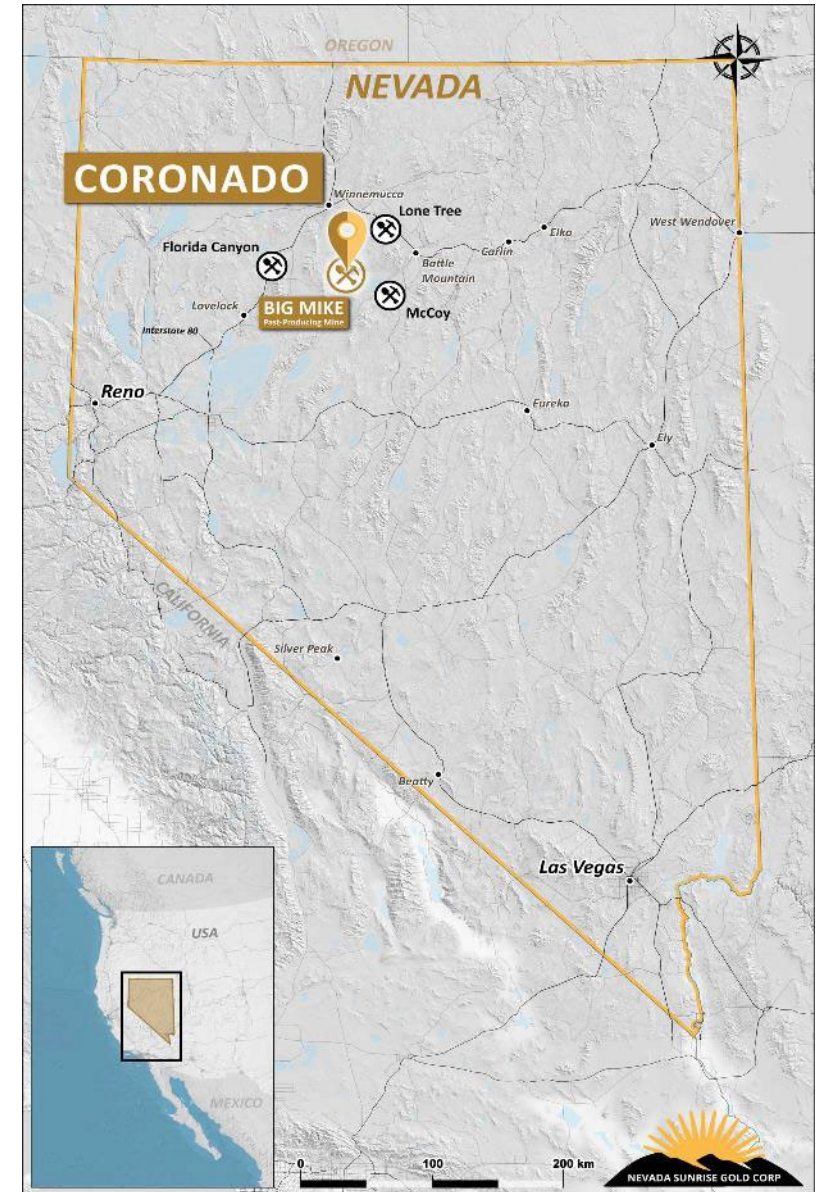 OREGON
NEVADA
CORONADO
Winnemucca
Lone Tree
West Wendover
Elko
Carlin
Florida Canyon
Battle
Mountain
BIG MIKE
Past-Producing Mine
McCoy
Lovelock
Interstate 80
Reno
Eureka
Ely
CALIFORNIA
Silver Peak
Beatty
Las Vegas
CANADA
USA
MEXICO
0 100 200 km
NEVADA SUNRISE GOLD CORP